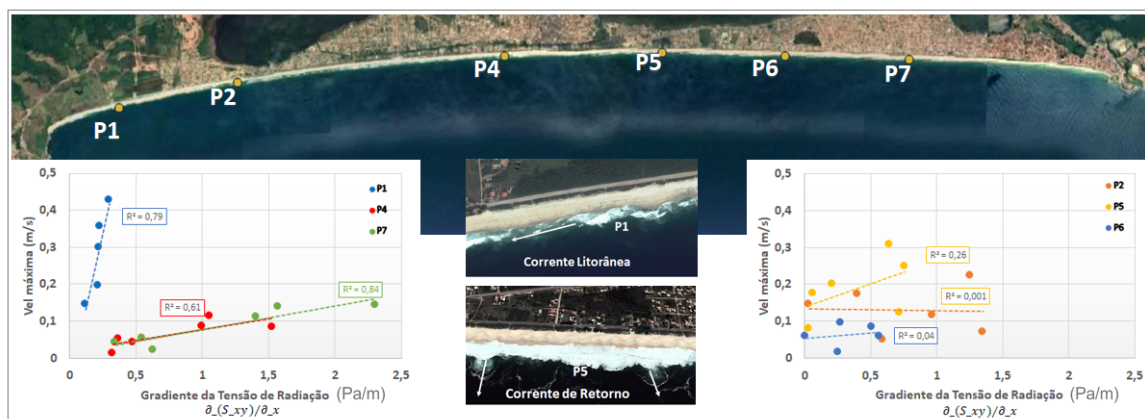 P1
P2
P4
P5
P6
P7
0,5
0,4
0,3
0,2
0,1
0
Vel máxima (m/s)
P1
P4
P7
R² = 0,79
R² = 0,61
R² = 0,84
0
0,5
1
1,5
2
2,5
Gradiente da Tensão de Radiação (Pa/m)
∂_(S_xy)/∂_x
P1
Corrente Litorânea
P5
Corrente de Retorno
0,5
0,4
0,3
0,2
0,1
0
Vel máxima (m/s)
P2
P5
P6
R² = 0,26
R² = 0,001
R² = 0,04
0
0,5
1
1,5
2
2,5
Gradiente da Tensão de Radiação (Pa/m)
∂_(S_xy)/∂_x